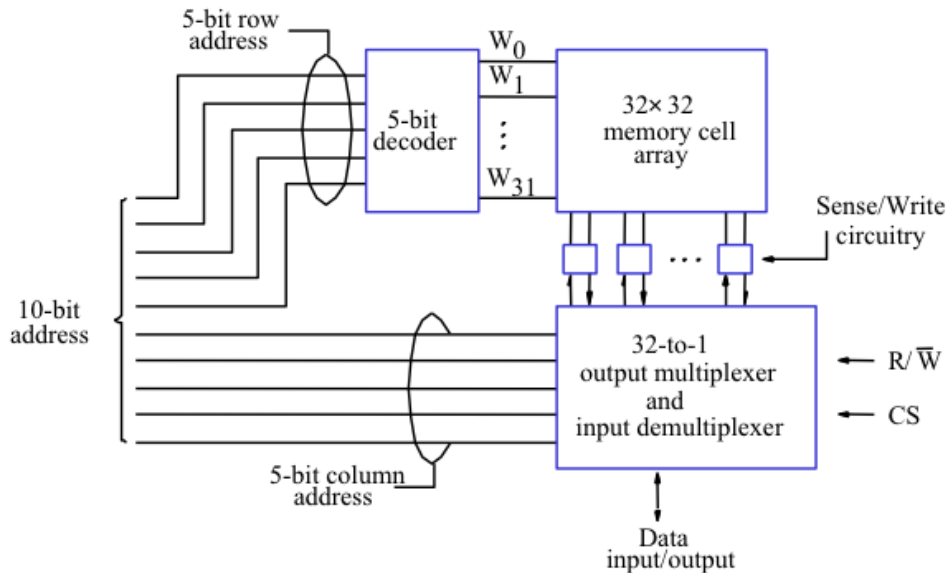 5-bit row
address
W0
W1
5-bit
decoder
W31
32× 32
memory cell
array
Sense/Write
circuitry
10-bit
address
32-to-1
output multiplexer
and
input demultiplexer
R/ W̅
CS
5-bit column
address
Data
input/output